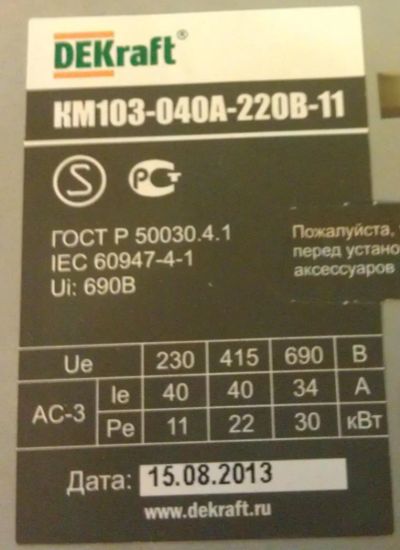 DEKraft®
КМ103-040А-220В-11
S
РСТ
ГОСТ Р 50030.4.1
IEC 60947-4-1
Ui: 690В
Пожалуйста,
перед устано
аксессуаров
Ue 230 415 690 В
AC-3 Ie 40 40 34 А
Pe 11 22 30 кВт
Дата: 15.08.2013
www.dekraft.ru